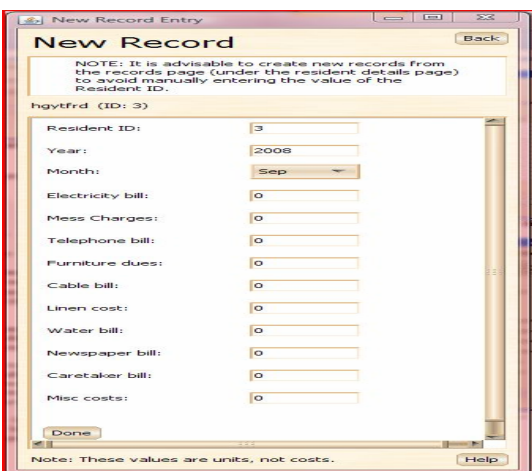 New Record Entry
New Record
Back
NOTE: It is advisable to create new records from
the records page (under the resident details page)
to avoid manually entering the value of the
Resident ID.
hgytfrd (ID: 3)
Resident ID: 3
Year: 2008
Month: Sep
Electricity bill: 0
Mess Charges: 0
Telephone bill: 0
Furniture dues: 0
Cable bill: 0
Linen cost: 0
Water bill: 0
Newspaper bill: 0
Caretaker bill: 0
Misc costs: 0
Done
Note: These values are units, not costs.
Help